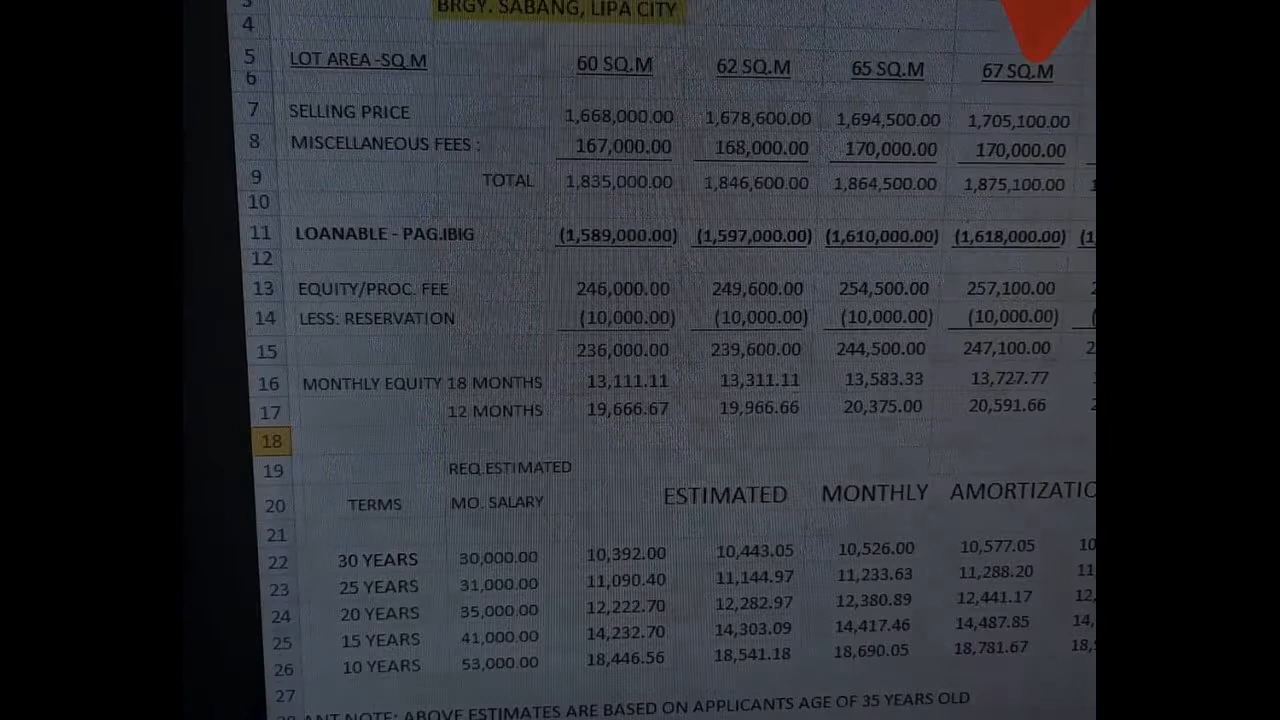 3
BRGY. SABANG, LIPA CITY
4
5 LOT AREA -SQ.M 60 SQ.M 62 SQ.M 65 SQ.M 67 SQ.M
6
7 SELLING PRICE 1,668,000.00 1,678,600.00 1,694,500.00 1,705,100.00
8 MISCELLANEOUS FEES : 167,000.00 168,000.00 170,000.00 170,000.00
9 TOTAL 1,835,000.00 1,846,600.00 1,864,500.00 1,875,100.00
10
11 LOANABLE - PAG.IBIG (1,589,000.00) (1,597,000.00) (1,610,000.00) (1,618,000.00) (1
12
13 EQUITY/PROC. FEE 246,000.00 249,600.00 254,500.00 257,100.00
14 LESS: RESERVATION (10,000.00) (10,000.00) (10,000.00) (10,000.00) (
15 236,000.00 239,600.00 244,500.00 247,100.00 2
16 MONTHLY EQUITY 18 MONTHS 13,111.11 13,311.11 13,583.33 13,727.77
17 12 MONTHS 19,666.67 19,966.66 20,375.00 20,591.66
18
19 REQ.ESTIMATED
20 TERMS MO. SALARY ESTIMATED MONTHLY AMORTIZATIO
21
22 30 YEARS 30,000.00 10,392.00 10,443.05 10,526.00 10,577.05 10
23 25 YEARS 31,000.00 11,090.40 11,144.97 11,233.63 11,288.20 11
24 20 YEARS 35,000.00 12,222.70 12,282.97 12,380.89 12,441.17 12,
25 15 YEARS 41,000.00 14,232.70 14,303.09 14,417.46 14,487.85 14,
26 10 YEARS 53,000.00 18,446.56 18,541.18 18,690.05 18,781.67 18,
27
ANT NOTE: ABOVE ESTIMATES ARE BASED ON APPLICANTS AGE OF 35 YEARS OLD